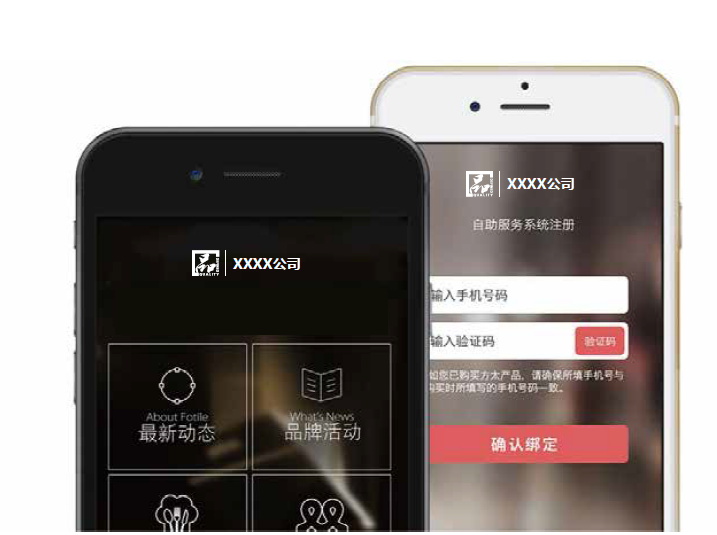 XXXX公司
最新动态
About Fotile
What's News
品牌活动
QUALITY
XXXX公司
自助服务系统注册
输入手机号码
输入验证码
验证码
如您已购买方太产品，请确保所填手机号与
购买时所填写的手机号码一致。
确认绑定